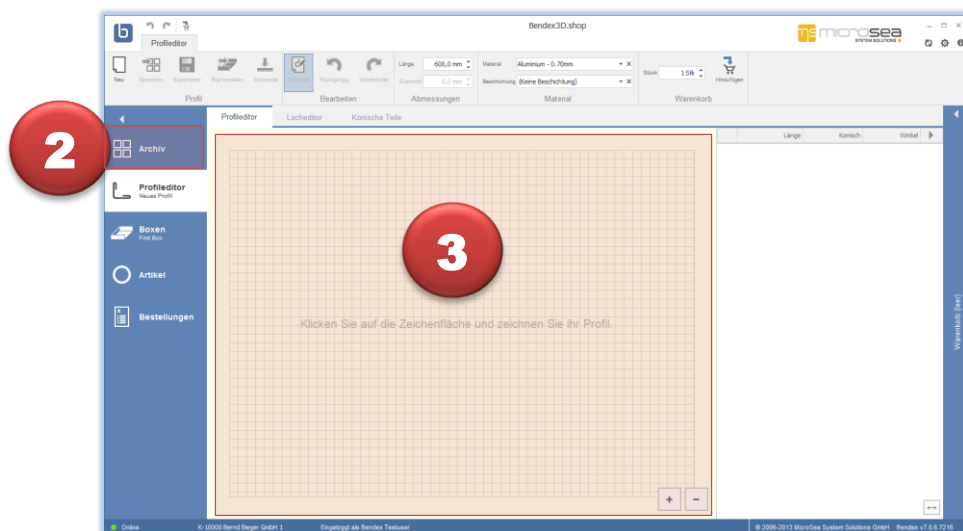 Bendex3D.shop
microsea
SYSTEM SOLUTIONS
Profileditor
Länge
600,0 mm
Material
Aluminium - 0.70mm
Zuschnitt
0,0 mm
Beschichtung
(Keine Beschichtung)
Stück
1 Stk
Neu
Speichern
Exportieren
Box erstellen
Rückgängig
Wiederholen
Hinzufügen
Profil
Bearbeiten
Abmessungen
Material
Warenkorb
Profileditor
Locheditor
Konische Teile
2
Archiv
Profileditor
Neues Profil
Boxen
First Box
Artikel
Bestellungen
3
Klicken Sie auf die Zeichenfläche und zeichnen Sie ihr Profil.
+
−
Länge
Konisch
Winkel
Warenkorb (leer)
Online
K-10000 Bernd Bieger GmbH 1
Eingeloggt als Bendex Testuser
© 2006-2013 MicroSea System Solutions GmbH
Bendex v7.0.6.7216